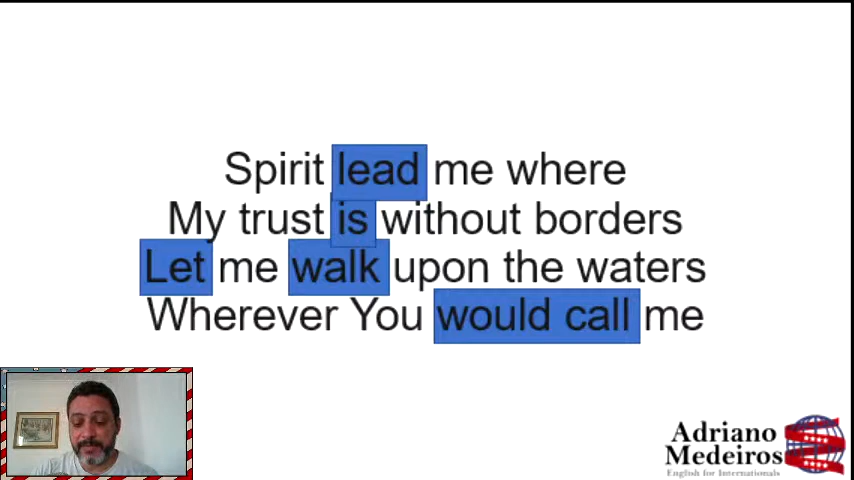 Spirit lead me where
My trust is without borders
Let me walk upon the waters
Wherever You would call me
Adriano
Medeiros
English for Internationals